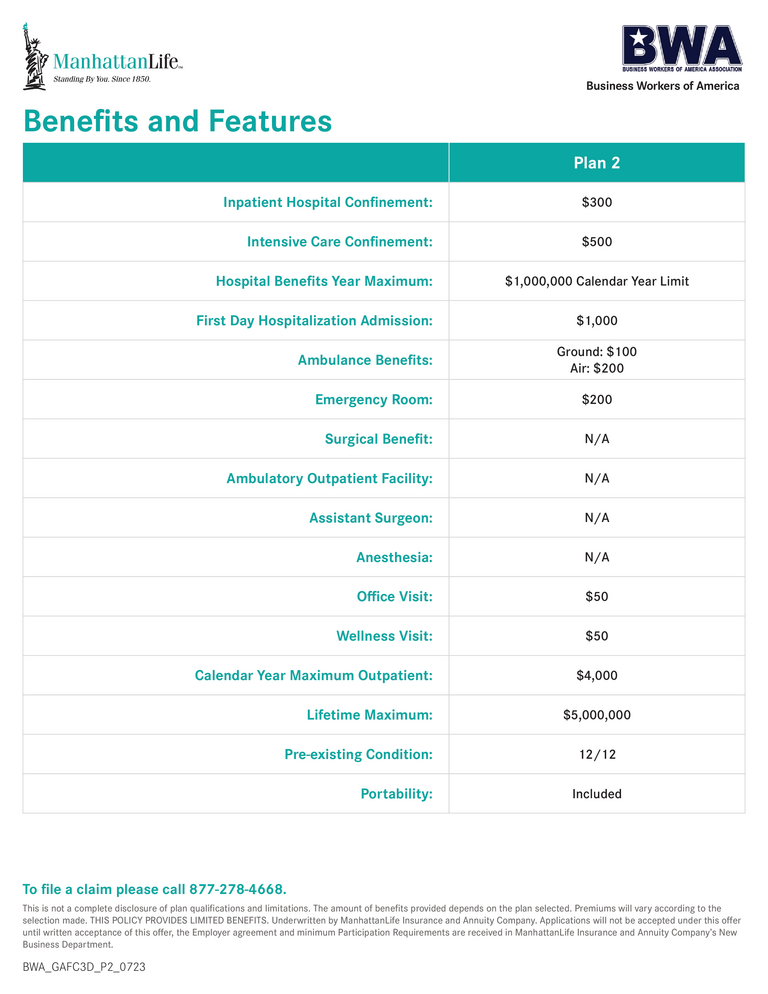 ManhattanLife™
Standing By You. Since 1850.
BWA
BUSINESS WORKERS OF AMERICA ASSOCIATION
Business Workers of America
Benefits and Features
Plan 2
Inpatient Hospital Confinement: $300
Intensive Care Confinement: $500
Hospital Benefits Year Maximum: $1,000,000 Calendar Year Limit
First Day Hospitalization Admission: $1,000
Ambulance Benefits: Ground: $100
Air: $200
Emergency Room: $200
Surgical Benefit: N/A
Ambulatory Outpatient Facility: N/A
Assistant Surgeon: N/A
Anesthesia: N/A
Office Visit: $50
Wellness Visit: $50
Calendar Year Maximum Outpatient: $4,000
Lifetime Maximum: $5,000,000
Pre-existing Condition: 12/12
Portability: Included
To file a claim please call 877-278-4668.
This is not a complete disclosure of plan qualifications and limitations. The amount of benefits provided depends on the plan selected. Premiums will vary according to the
selection made. THIS POLICY PROVIDES LIMITED BENEFITS. Underwritten by ManhattanLife Insurance and Annuity Company. Applications will not be accepted under this offer
until written acceptance of this offer, the Employer agreement and minimum Participation Requirements are received in ManhattanLife Insurance and Annuity Company's New
Business Department.
BWA_GAFC3D_P2_0723